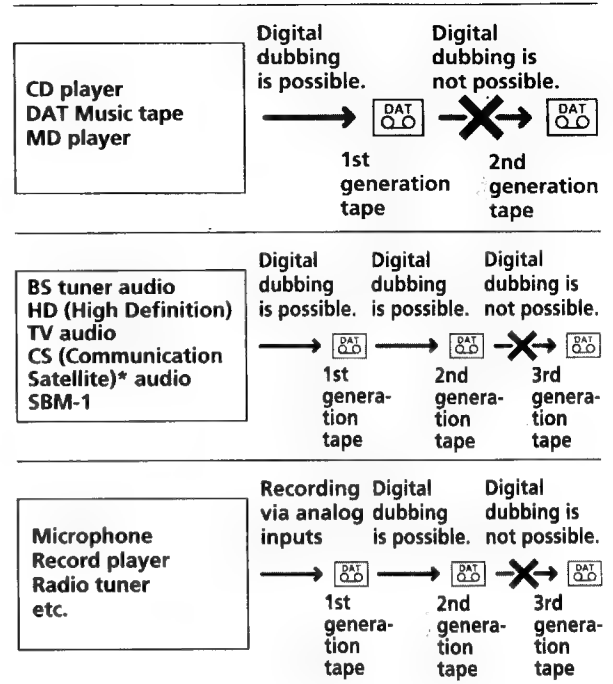 CD player
DAT Music tape
MD player
Digital
dubbing
is possible.
Digital
dubbing is
not possible.
DAT
DAT
1st
generation
tape
2nd
generation
tape
BS tuner audio
HD (High Definition)
TV audio
CS (Communication
Satellite)* audio
SBM-1
Digital
dubbing
is possible.
Digital
dubbing
is possible.
Digital
dubbing is
not possible.
DAT
DAT
DAT
1st
genera-
tion
tape
2nd
genera-
tion
tape
3rd
genera-
tion
tape
Microphone
Record player
Radio tuner
etc.
Recording
via analog
inputs
Digital
dubbing
is possible.
Digital
dubbing is
not possible.
DAT
DAT
DAT
1st
genera-
tion
tape
2nd
genera-
tion
tape
3rd
genera-
tion
tape